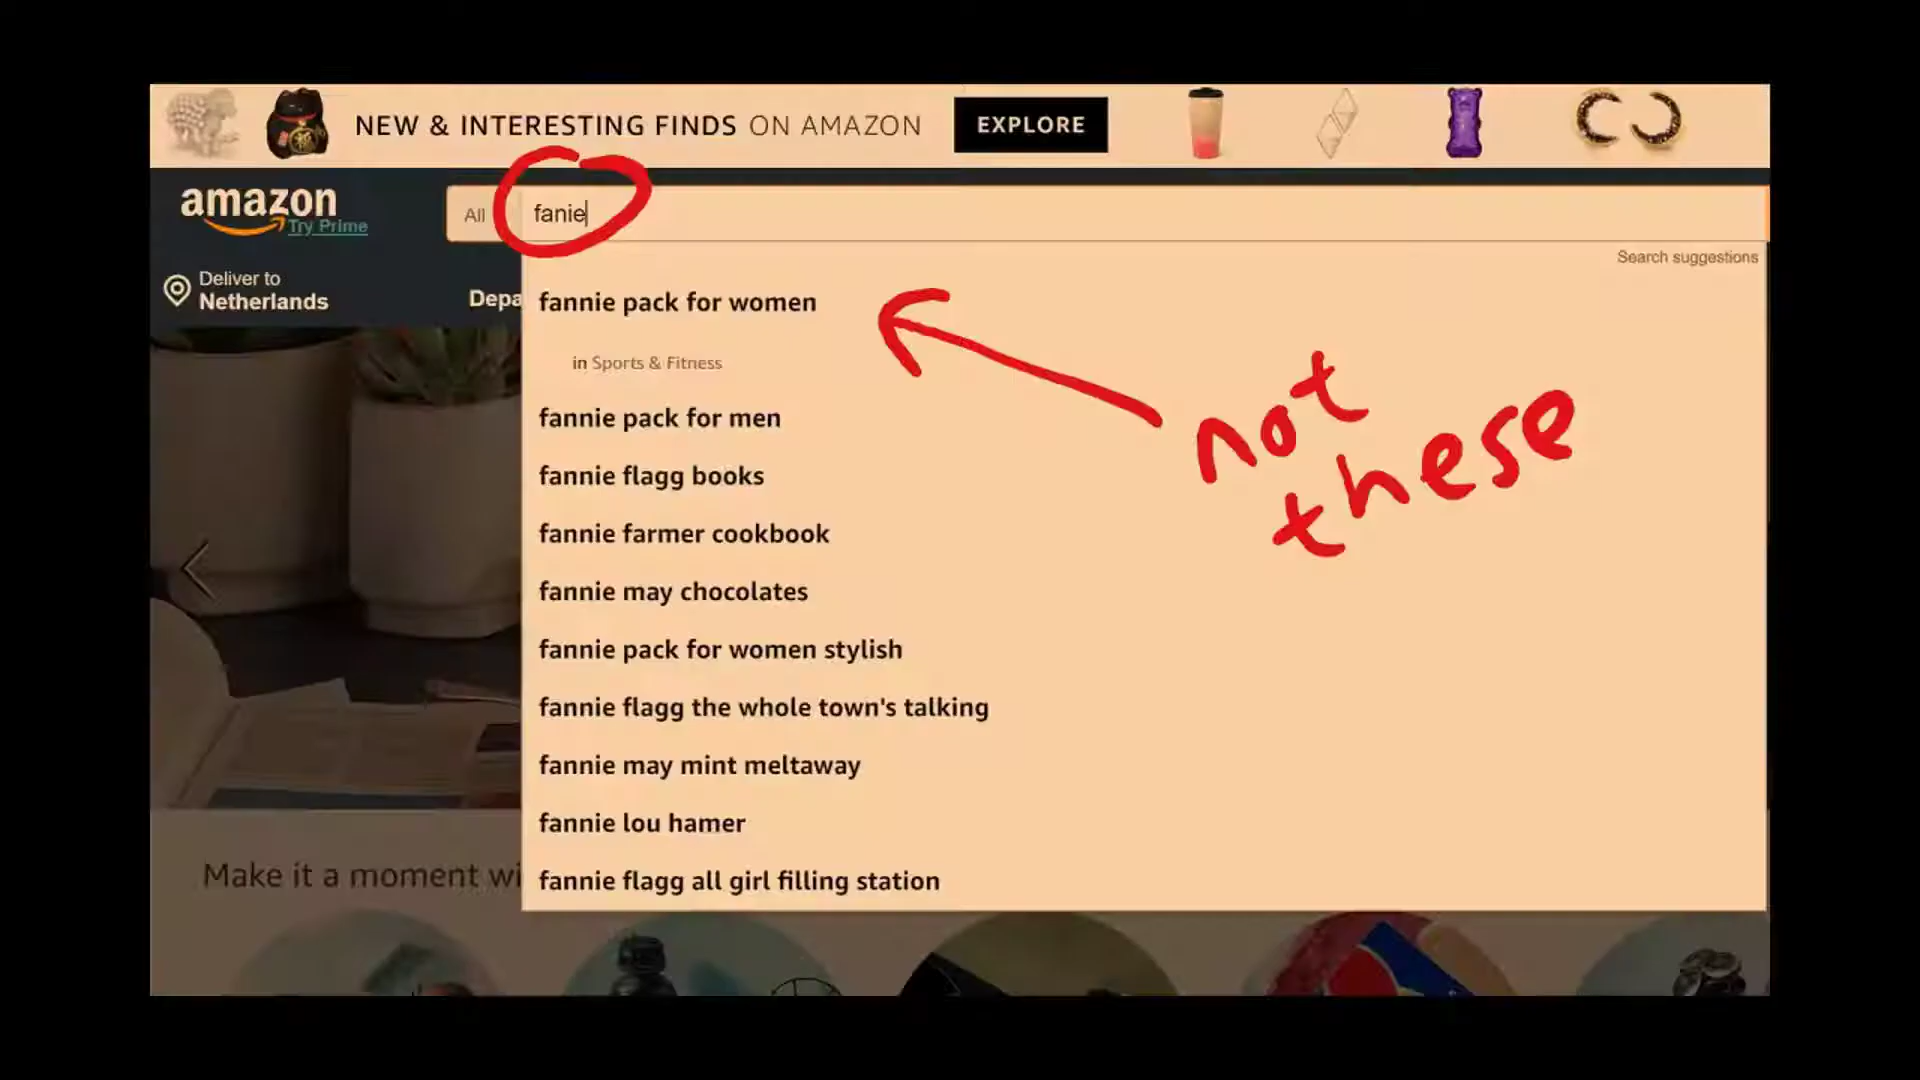 NEW & INTERESTING FINDS ON AMAZON EXPLORE
amazon
Try Prime
All
fanie
Search suggestions
Deliver to
Netherlands
Depa
fannie pack for women
in Sports & Fitness
fannie pack for men
fannie flagg books
fannie farmer cookbook
fannie may chocolates
fannie pack for women stylish
fannie flagg the whole town's talking
fannie may mint meltaway
fannie lou hamer
fannie flagg all girl filling station
not
these
Make it a moment wi